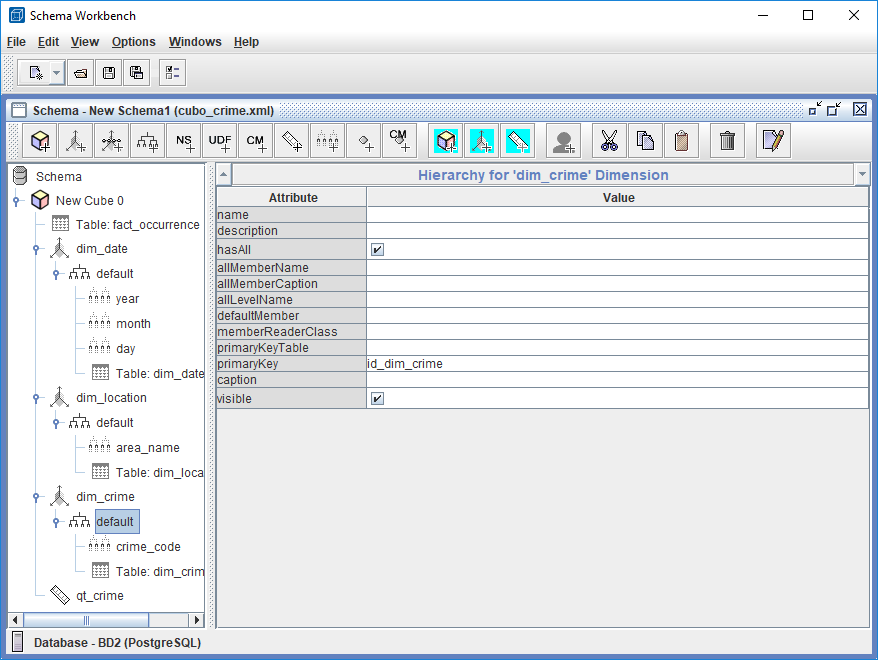 Schema Workbench
File Edit View Options Windows Help
Schema - New Schema1 (cubo_crime.xml)
NS UDF CM CM
Schema
New Cube 0
Table: fact_occurrence
dim_date
default
year
month
day
Table: dim_date
dim_location
default
area_name
Table: dim_loca
dim_crime
default
crime_code
Table: dim_crim
qt_crime
Hierarchy for 'dim_crime' Dimension
Attribute Value
name
description
hasAll
allMemberName
allMemberCaption
allLevelName
defaultMember
memberReaderClass
primaryKeyTable
primaryKey id_dim_crime
caption
visible
Database - BD2 (PostgreSQL)